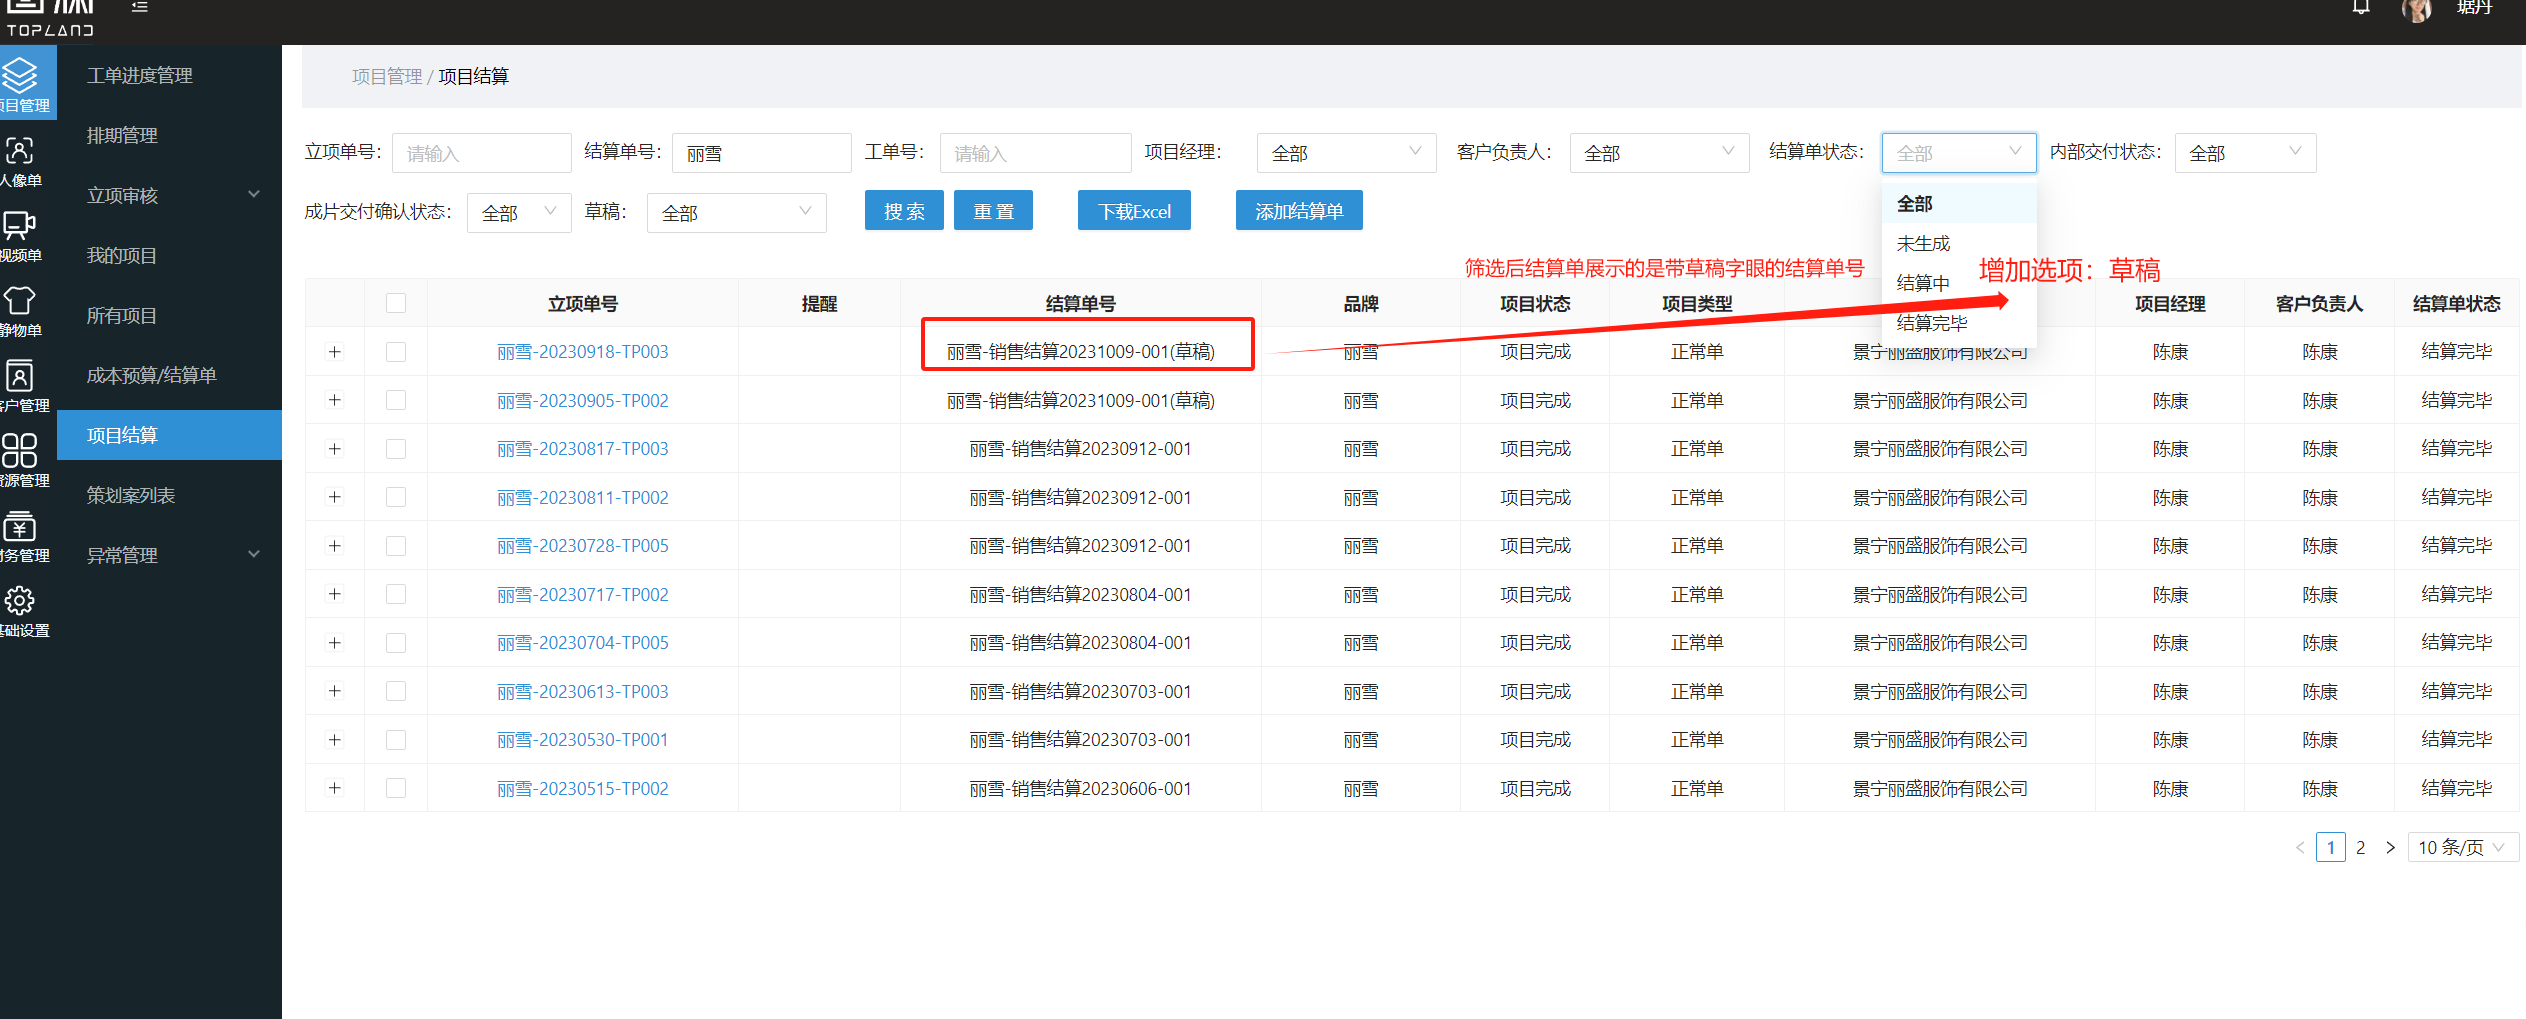 TOPLAND
琚丹
项目管理
人像单
视频单
静物单
客户管理
资源管理
财务管理
基础设置
工单进度管理
排期管理
立项审核
我的项目
所有项目
成本预算/结算单
项目结算
策划案列表
异常管理
项目管理 / 项目结算
立项单号： 请输入 结算单号： 丽雪 工单号： 请输入 项目经理： 全部 客户负责人： 全部 结算单状态： 全部 内部交付状态： 全部
成片交付确认状态： 全部 草稿： 全部 搜 索 重 置 下载Excel 添加结算单
全部
未生成
结算中
结算完毕
筛选后结算单展示的是带草稿字眼的结算单号
增加选项：草稿
立项单号 提醒 结算单号 品牌 项目状态 项目类型 项目经理 客户负责人 结算单状态
丽雪-20230918-TP003 丽雪-销售结算20231009-001(草稿) 丽雪 项目完成 正常单 景宁丽盛服饰有限公司 陈康 陈康 结算完毕
丽雪-20230905-TP002 丽雪-销售结算20231009-001(草稿) 丽雪 项目完成 正常单 景宁丽盛服饰有限公司 陈康 陈康 结算完毕
丽雪-20230817-TP003 丽雪-销售结算20230912-001 丽雪 项目完成 正常单 景宁丽盛服饰有限公司 陈康 陈康 结算完毕
丽雪-20230811-TP002 丽雪-销售结算20230912-001 丽雪 项目完成 正常单 景宁丽盛服饰有限公司 陈康 陈康 结算完毕
丽雪-20230728-TP005 丽雪-销售结算20230912-001 丽雪 项目完成 正常单 景宁丽盛服饰有限公司 陈康 陈康 结算完毕
丽雪-20230717-TP002 丽雪-销售结算20230804-001 丽雪 项目完成 正常单 景宁丽盛服饰有限公司 陈康 陈康 结算完毕
丽雪-20230704-TP005 丽雪-销售结算20230804-001 丽雪 项目完成 正常单 景宁丽盛服饰有限公司 陈康 陈康 结算完毕
丽雪-20230613-TP003 丽雪-销售结算20230703-001 丽雪 项目完成 正常单 景宁丽盛服饰有限公司 陈康 陈康 结算完毕
丽雪-20230530-TP001 丽雪-销售结算20230703-001 丽雪 项目完成 正常单 景宁丽盛服饰有限公司 陈康 陈康 结算完毕
丽雪-20230515-TP002 丽雪-销售结算20230606-001 丽雪 项目完成 正常单 景宁丽盛服饰有限公司 陈康 陈康 结算完毕
< 1 2 > 10 条/页